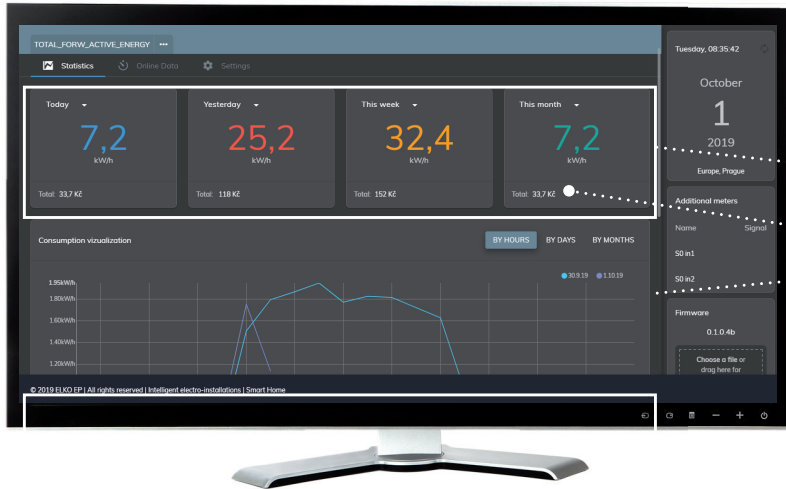 TOTAL_FORW_ACTIVE_ENERGY •••
Statistics Online Data Settings
Today Yesterday This week This month
7,2 25,2 32,4 7,2
kW/h kW/h kW/h kW/h
Total: 33,7 Kč Total: 118 Kč Total: 152 Kč Total: 33,7 Kč
Consumption vizualization BY HOURS BY DAYS BY MONTHS
30.9.19 1.10.19
1.95kW/h
1.80kW/h
1.60kW/h
1.40kW/h
1.20kW/h
© 2019 ELKO EP | All rights reserved | Intelligent electro-installations | Smart Home
Tuesday, 08:35:42
October
1
2019
Europe, Prague
Additional meters
Name Signal
S0 in1
S0 in2
Firmware
0.1.0.4b
Choose a file or
drag here for